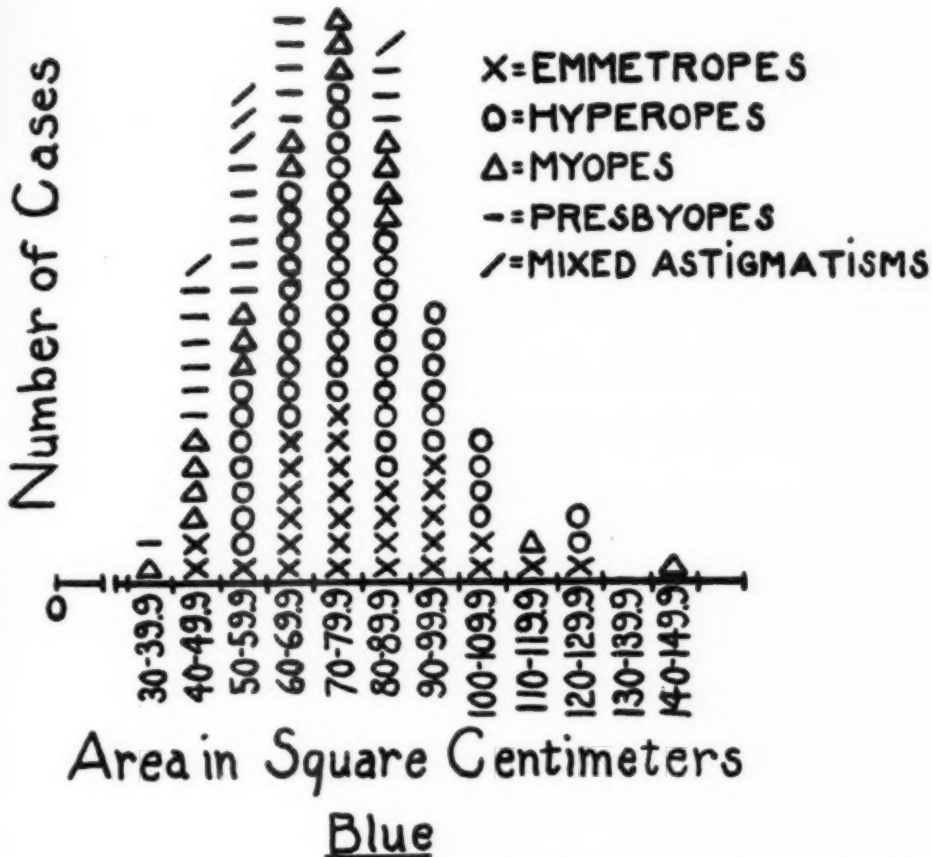 Number of Cases
X=EMMETROPES
O=HYPEROPES
Δ=MYOPES
-=PRESBYOPES
/=MIXED ASTIGMATISMS
0
30-39.9
40-49.9
50-59.9
60-69.9
70-79.9
80-89.9
90-99.9
100-109.9
110-119.9
120-129.9
130-139.9
140-149.9
Area in Square Centimeters
Blue